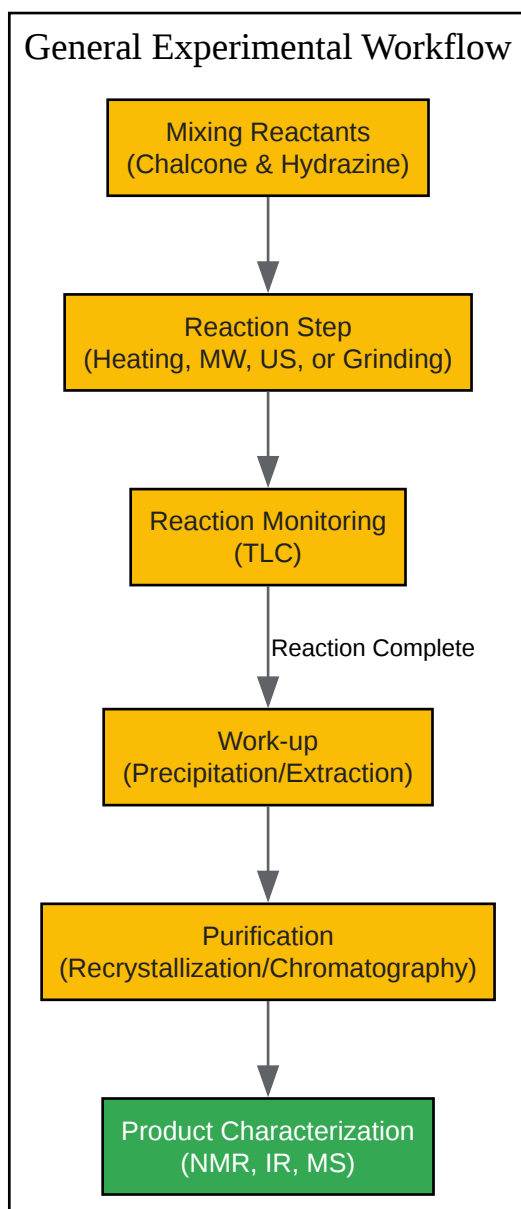 General Experimental Workflow
Mixing Reactants
(Chalcone & Hydrazine)
Reaction Step
(Heating, MW, US, or Grinding)
Reaction Monitoring
(TLC)
Reaction Complete
Work-up
(Precipitation/Extraction)
Purification
(Recrystallization/Chromatography)
Product Characterization
(NMR, IR, MS)